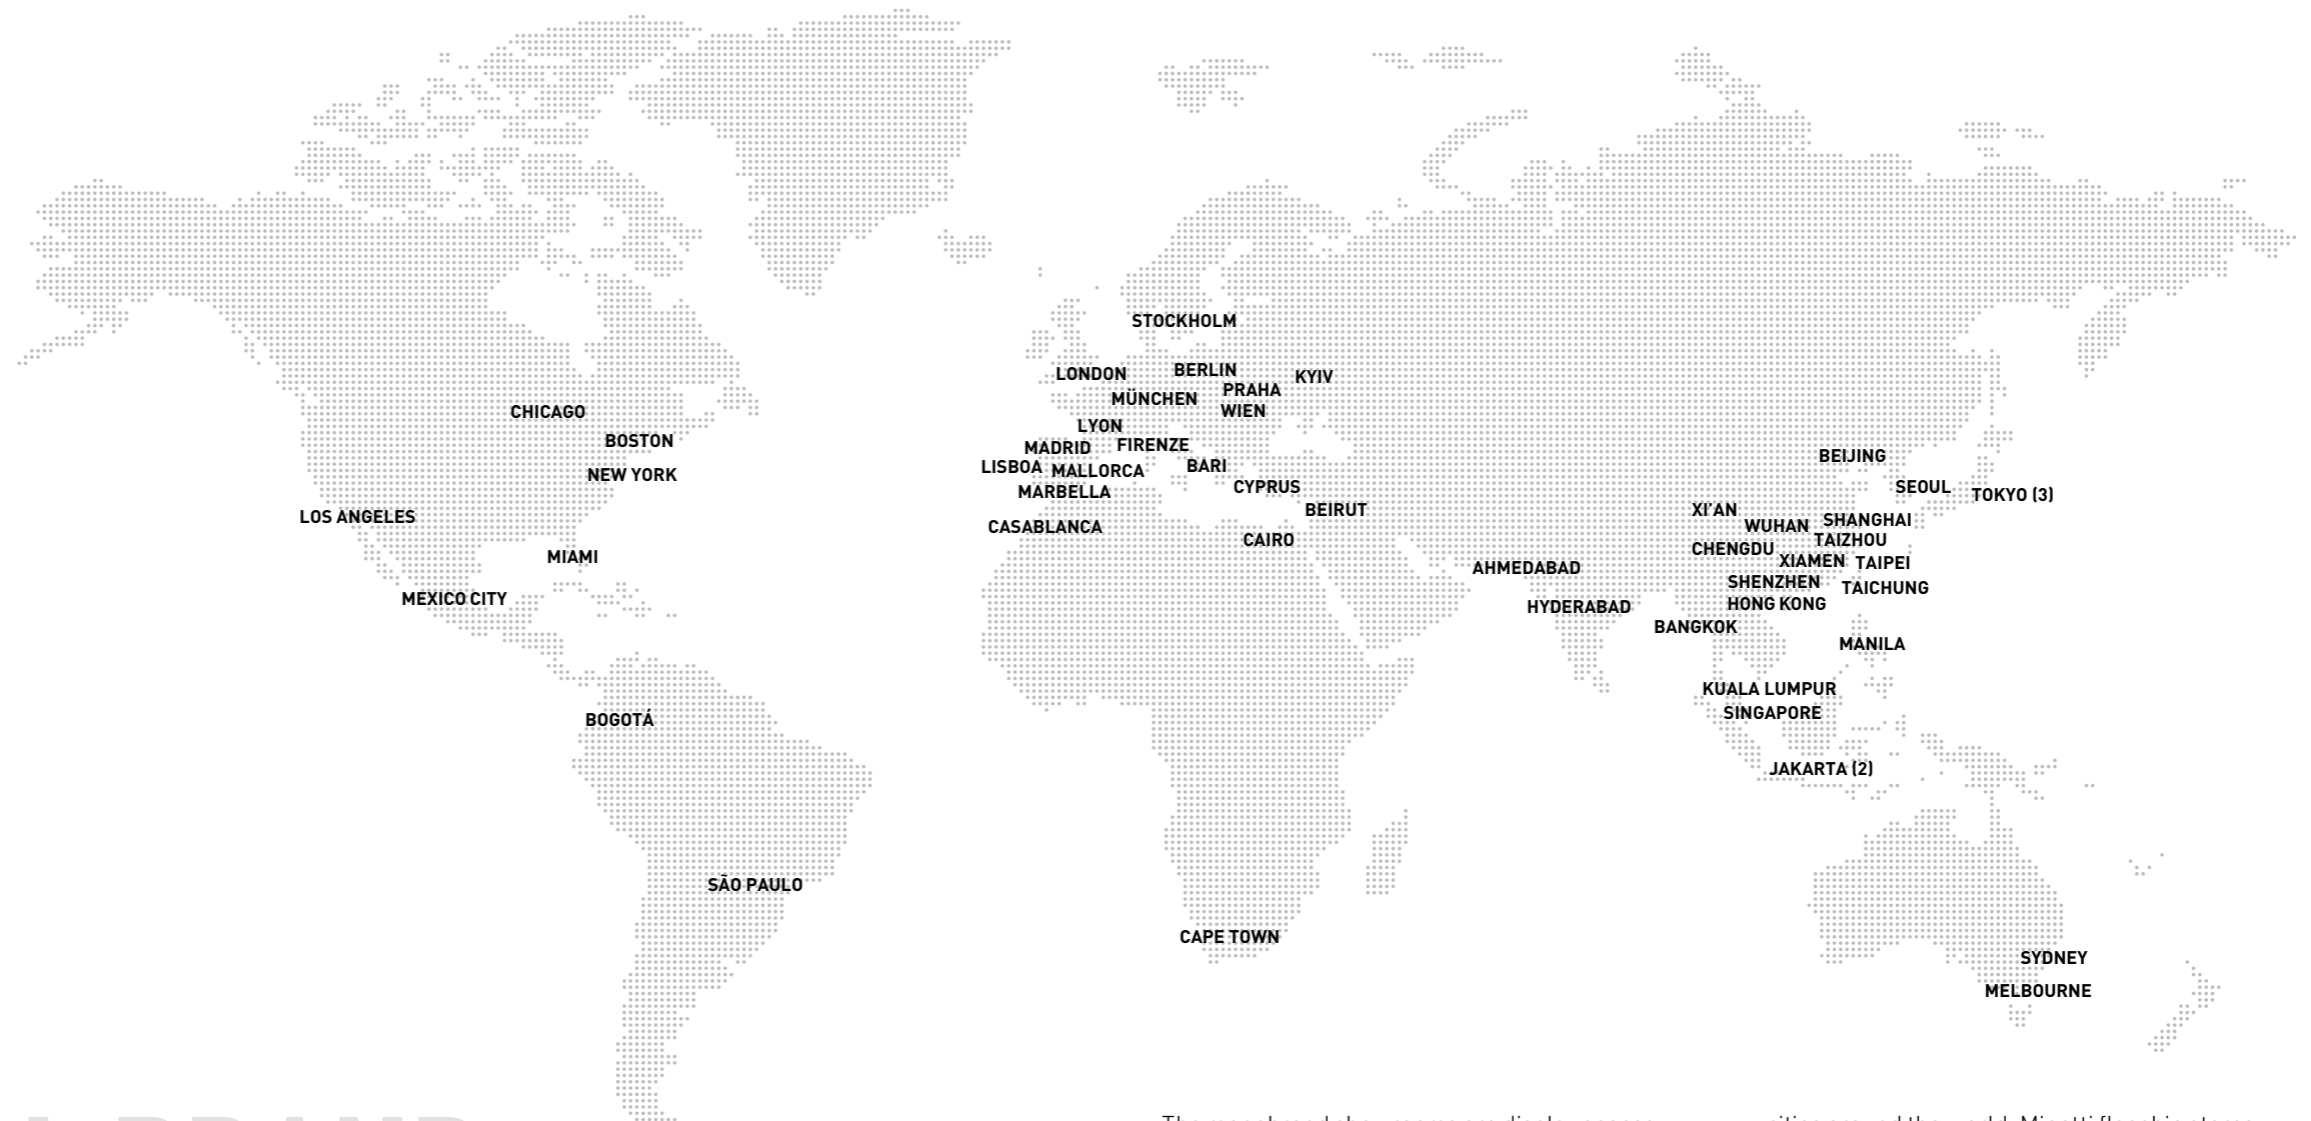 STOCKHOLM
LONDON
BERLIN
KYIV
PRAHA
MÜNCHEN
WIEN
CHICAGO
LYON
BOSTON
MADRID
FIRENZE
BEIJING
LISBOA
MALLORCA
BARI
NEW YORK
CYPRUS
SEOUL
MARBELLA
TOKYO (3)
BEIRUT
XI'AN
LOS ANGELES
SHANGHAI
CASABLANCA
WUHAN
CAIRO
TAIZHOU
CHENGDU
MIAMI
XIAMEN
TAIPEI
AHMEDABAD
SHENZHEN
TAICHUNG
MEXICO CITY
HONG KONG
HYDERABAD
BANGKOK
MANILA
KUALA LUMPUR
SINGAPORE
BOGOTÁ
JAKARTA (2)
SÃO PAULO
CAPE TOWN
SYDNEY
MELBOURNE